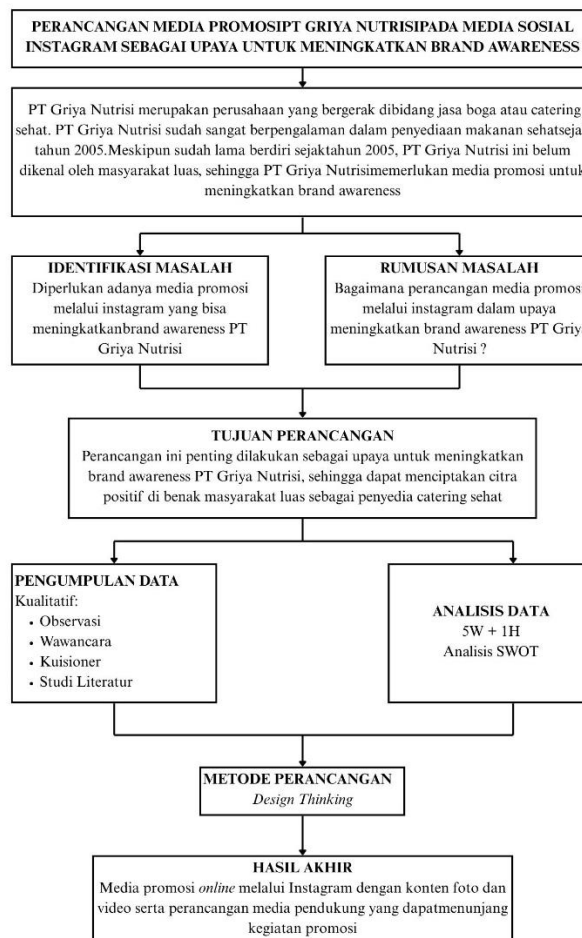 PERANCANGAN MEDIA PROMOSIPT GRIYA NUTRISIPADA MEDIA SOSIAL
INSTAGRAM SEBAGAI UPAYA UNTUK MENINGKATKAN BRAND AWARENESS
PT Griya Nutrisi merupakan perusahaan yang bergerak dibidang jasa boga atau catering
sehat. PT Griya Nutrisi sudah sangat berpengalaman dalam penyediaan makanan sehatseja
tahun 2005.Meskipun sudah lama berdiri sejaktahun 2005, PT Griya Nutrisi ini belum
dikenal oleh masyarakat luas, sehingga PT Griya Nutrisimemerlukan media promosi untuk
meningkatkan brand awareness
IDENTIFIKASI MASALAH
Diperlukan adanya media promosi
melalui instagram yang bisa
meningkatkanbrand awareness PT
Griya Nutrisi
RUMUSAN MASALAH
Bagaimana perancangan media promos
melalui instagram dalam upaya
meningkatkan brand awareness PT Griya
Nutrisi ?
TUJUAN PERANCANGAN
Perancangan ini penting dilakukan sebagai upaya untuk meningkatkan
brand awareness PT Griya Nutrisi, sehingga dapat menciptakan citra
positif di benak masyarakat luas sebagai penyedia catering sehat
PENGUMPULAN DATA
Kualitatif:
• Observasi
• Wawancara
• Kuisioner
• Studi Literatur
ANALISIS DATA
5W + 1H
Analisis SWOT
METODE PERANCANGAN
Design Thinking
HASIL AKHIR
Media promosi online melalui Instagram dengan konten foto dan
video serta perancangan media pendukung yang dapatmenunjang
kegiatan promosi